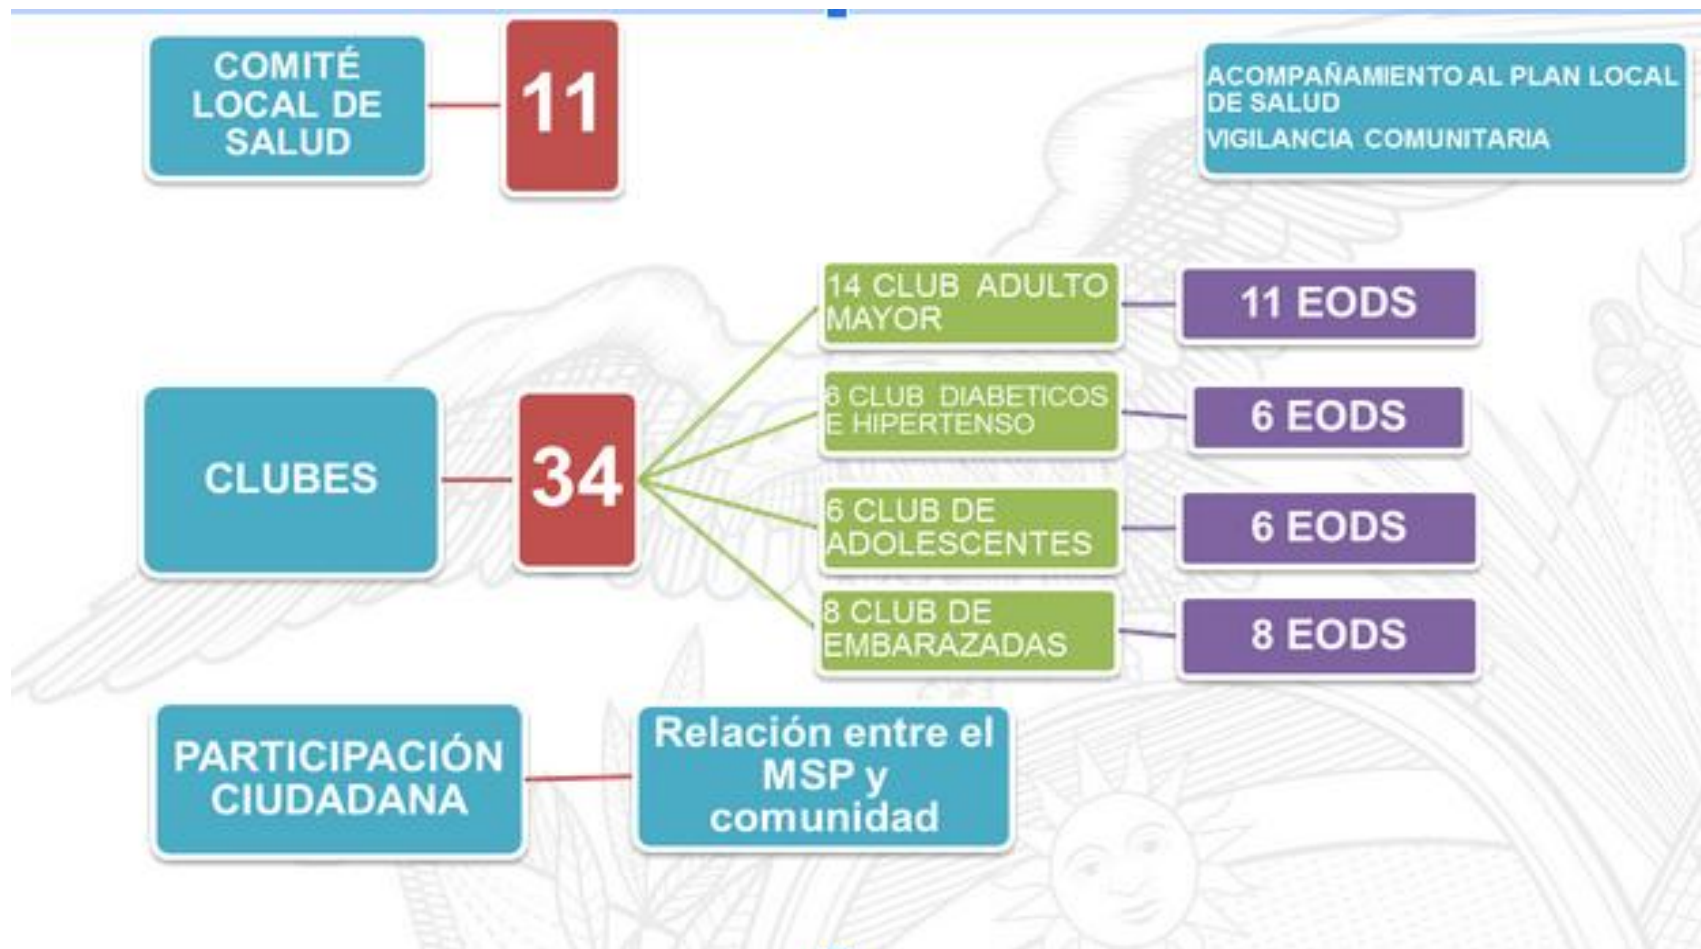 COMITÉ
LOCAL DE
SALUD
11
ACOMPAÑAMIENTO AL PLAN LOCAL
DE SALUD
VIGILANCIA COMUNITARIA
CLUBES
34
14 CLUB ADULTO
MAYOR
11 EODS
6 CLUB DIABETICOS
E HIPERTENSO
6 EODS
6 CLUB DE
ADOLESCENTES
6 EODS
8 CLUB DE
EMBARAZADAS
8 EODS
PARTICIPACIÓN
CIUDADANA
Relación entre el
MSP y
comunidad